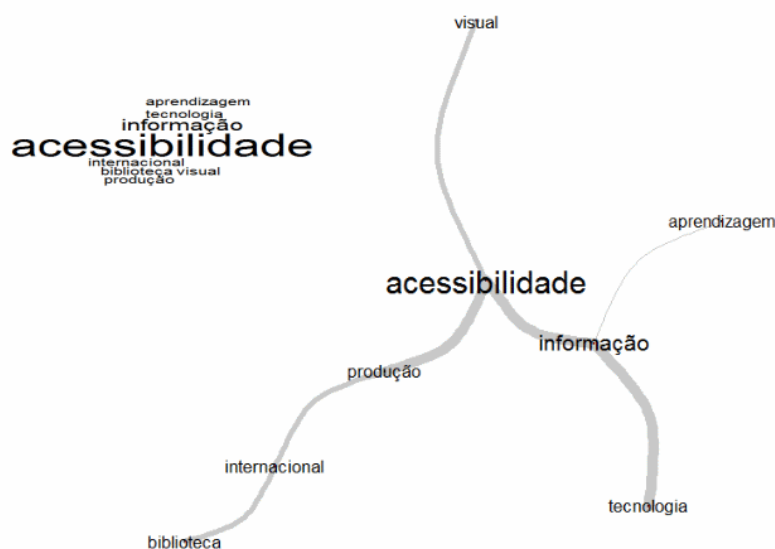 visual
aprendizagem
tecnologia
informação
acessibilidade
internacional
biblioteca visual
produção
aprendizagem
acessibilidade
informação
produção
internacional
tecnologia
biblioteca